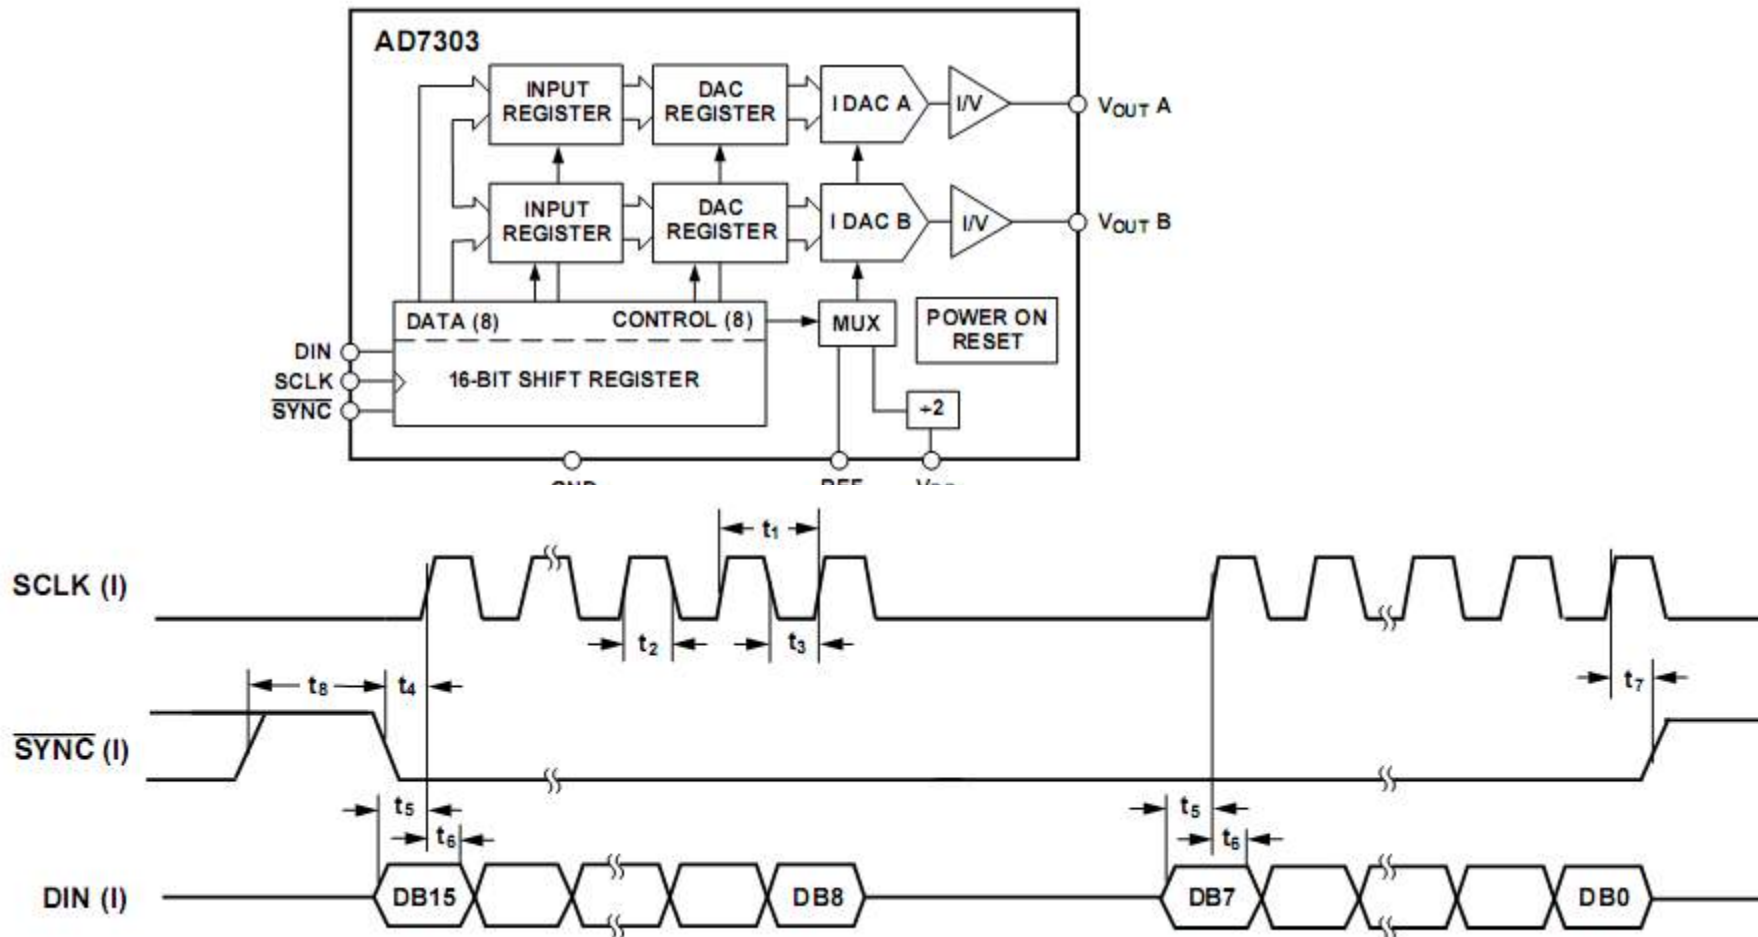 AD7303
INPUT
REGISTER
DAC
REGISTER
I DAC A
I/V
VOUT A
INPUT
REGISTER
DAC
REGISTER
I DAC B
I/V
VOUT B
DATA (8)
CONTROL (8)
MUX
POWER ON
RESET
DIN
SCLK
SYNC
16-BIT SHIFT REGISTER
÷2
t1
SCLK (I)
t2
t3
t8
t4
t7
SYNC (I)
t5
t6
t5
t6
DIN (I)
DB15
DB8
DB7
DB0